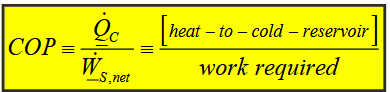 COP ≡ Q̇_C / Ẇ_S,net ≡ [heat – to – cold – reservoir] / work required